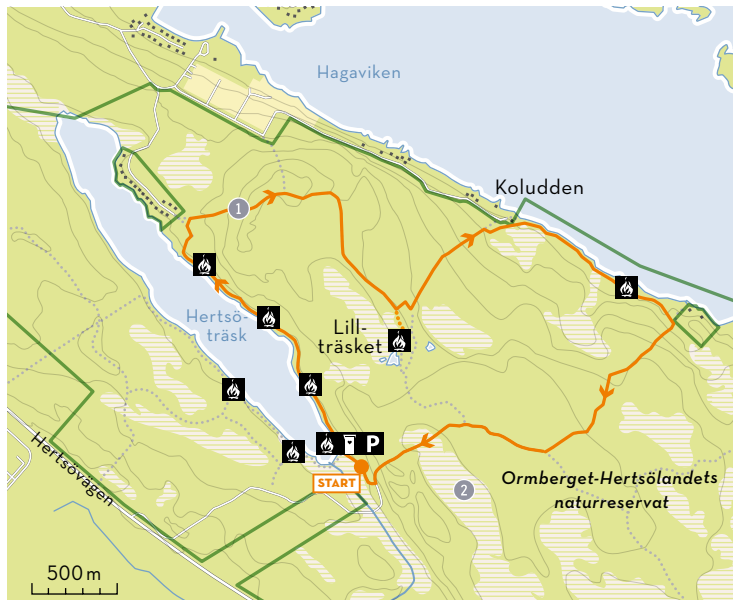 Hagaviken
Koludden
1
Hertsö-
träsk
Lill-
träsket
P
Hertsövägen
START
2
Ormberget-Hertsölandets
naturreservat
500 m